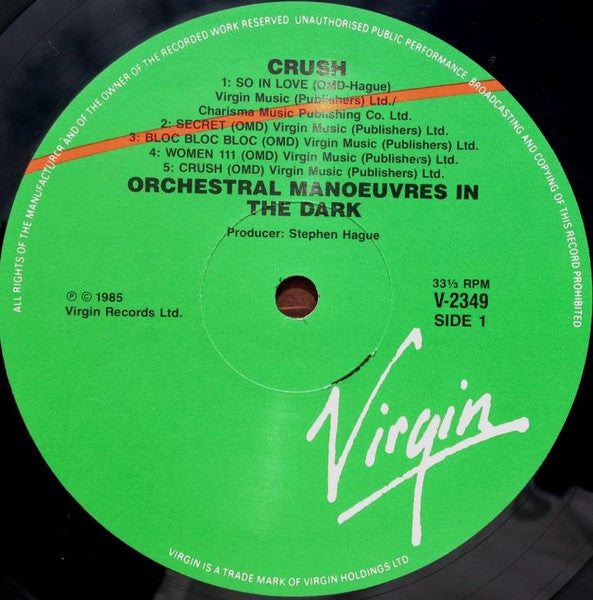 ALL RIGHTS OF THE MANUFACTURER AND OF THE OWNER OF THE RECORDED WORK RESERVED UNAUTHORISED PUBLIC PERFORMANCE, BROADCASTING AND COPYING OF THIS RECORD PROHIBITED
CRUSH
1: SO IN LOVE (OMD-Hague)
Virgin Music (Publishers) Ltd./
Charisma Music Publishing Co. Ltd.
2: SECRET (OMD) Virgin Music (Publishers) Ltd.
3: BLOC BLOC BLOC (OMD) Virgin Music (Publishers) Ltd.
4: WOMEN 111 (OMD) Virgin Music (Publishers) Ltd.
5: CRUSH (OMD) Virgin Music (Publishers) Ltd.
ORCHESTRAL MANOEUVRES IN
THE DARK
Producer: Stephen Hague
℗ © 1985
Virgin Records Ltd.
33⅓ RPM
V-2349
SIDE 1
Virgin
VIRGIN IS A TRADE MARK OF VIRGIN HOLDINGS LTD